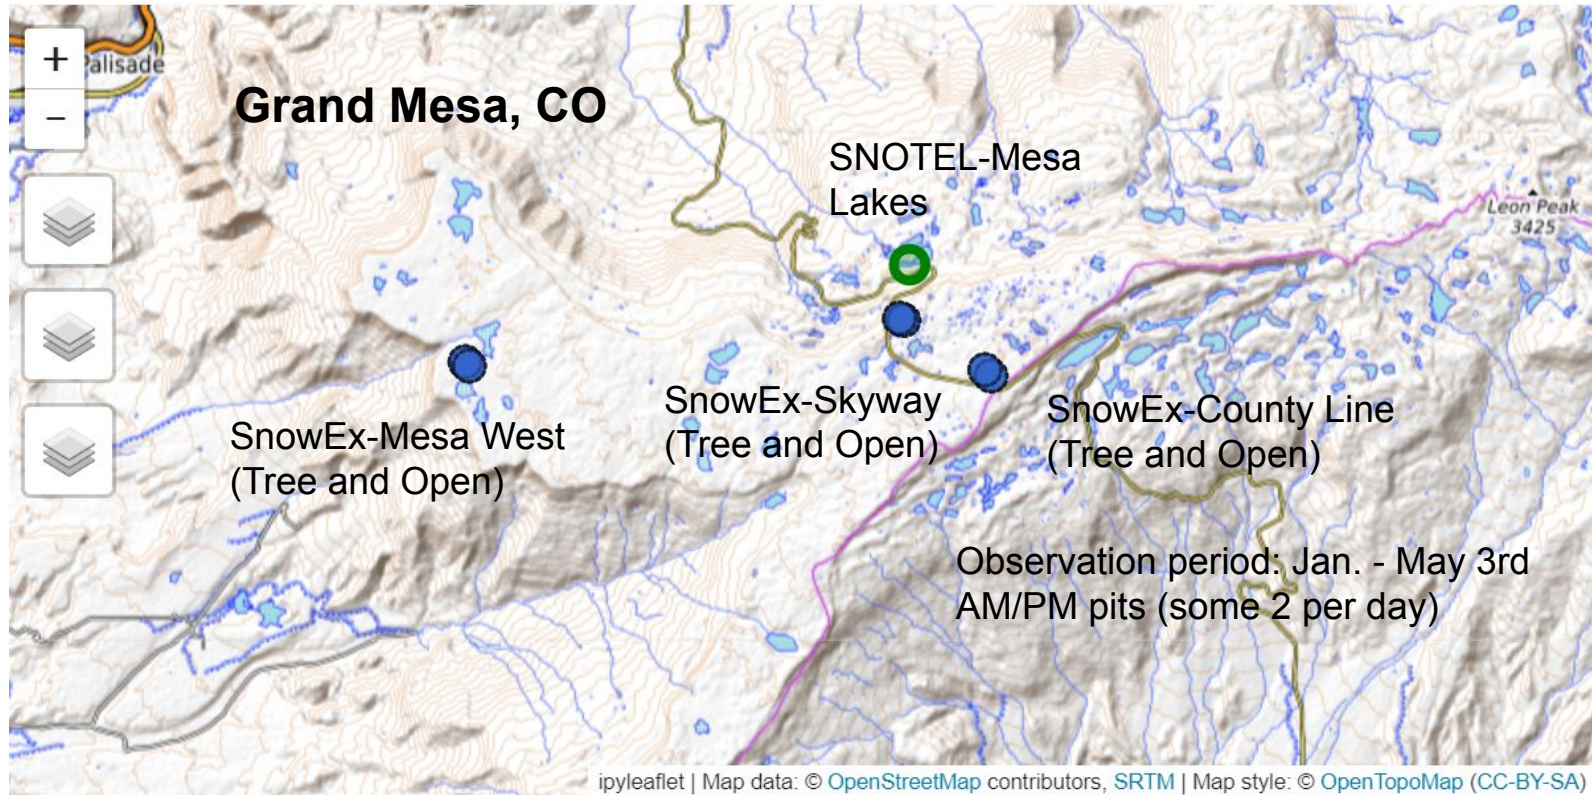 +
Palisade
−
Grand Mesa, CO
SNOTEL-Mesa
Lakes
Leon Peak
3425
SnowEx-Skyway
(Tree and Open)
SnowEx-County Line
(Tree and Open)
SnowEx-Mesa West
(Tree and Open)
Observation period: Jan. - May 3rd
AM/PM pits (some 2 per day)
ipyleaflet | Map data: © OpenStreetMap contributors, SRTM | Map style: © OpenTopoMap (CC-BY-SA)